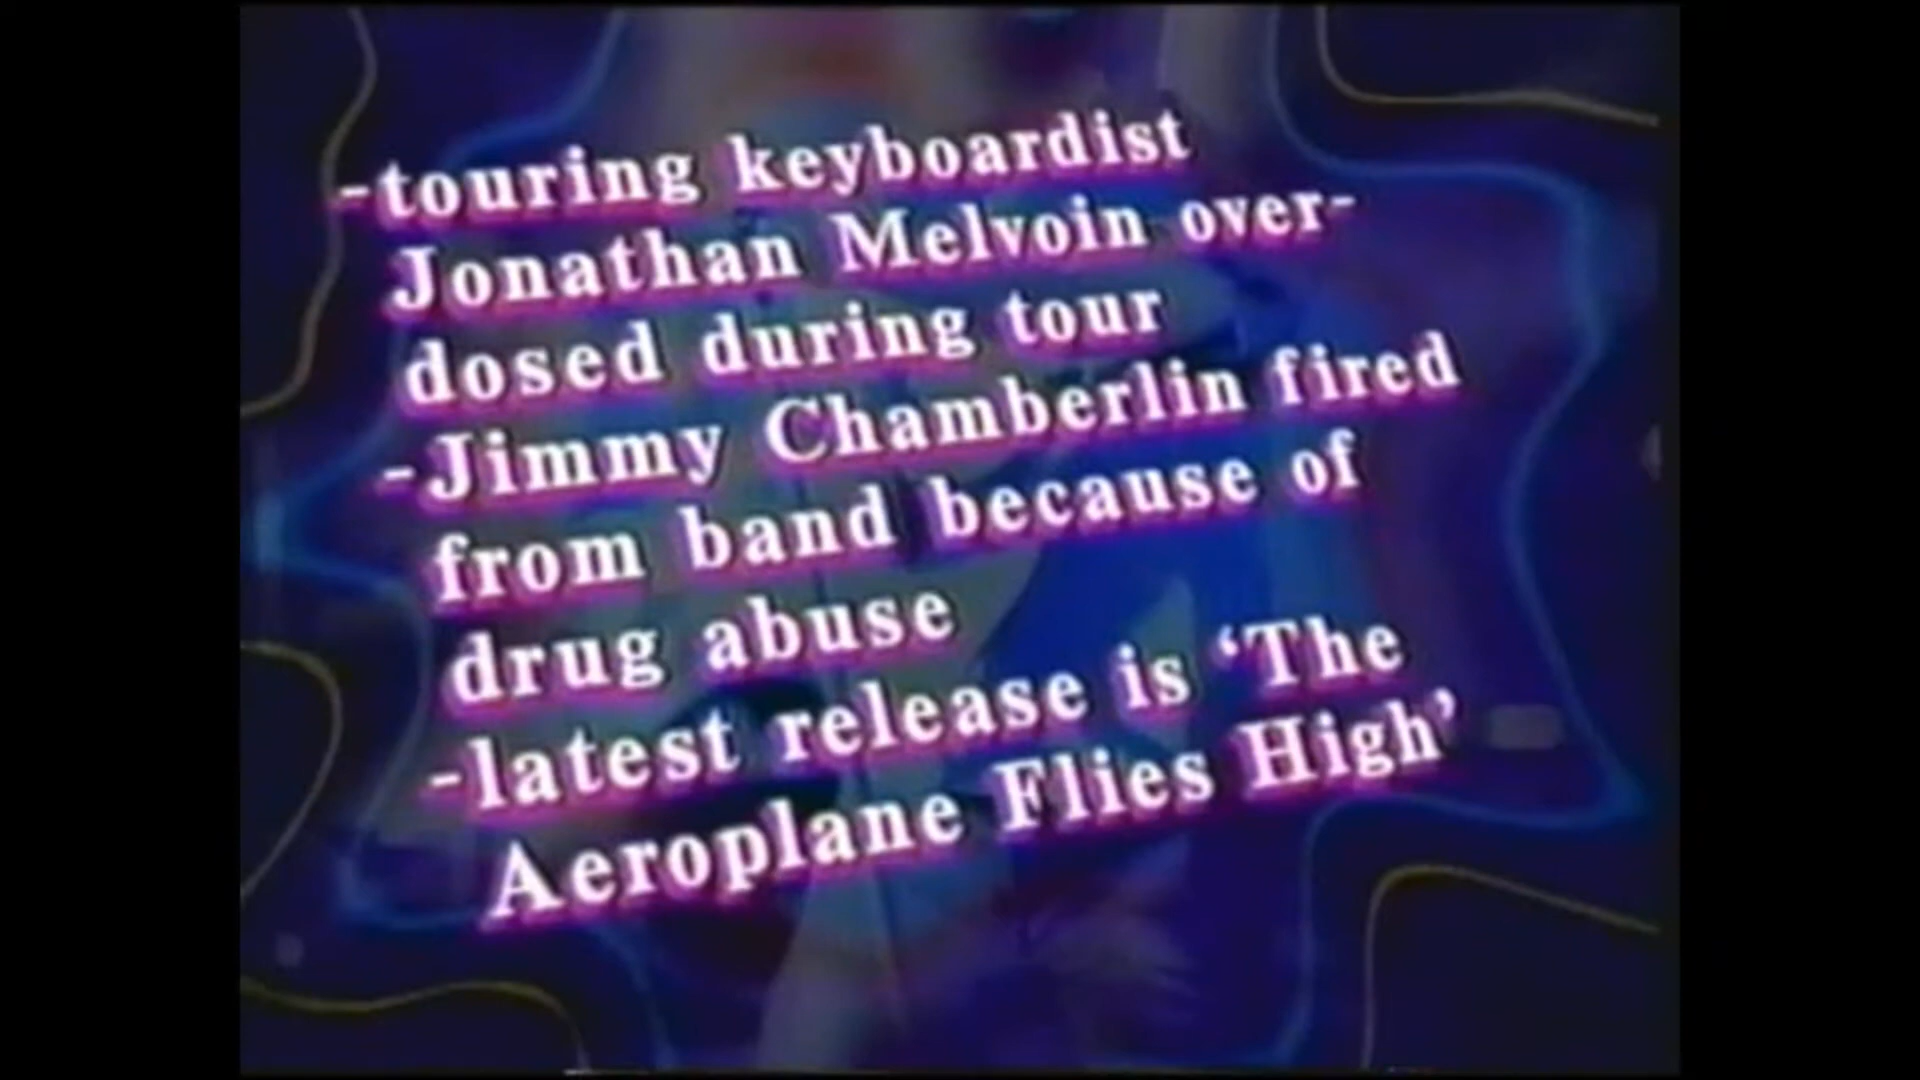 -touring keyboardist
Jonathan Melvoin over-
dosed during tour
-Jimmy Chamberlin fired
from band because of
drug abuse
-latest release is ‘The
Aeroplane Flies High’